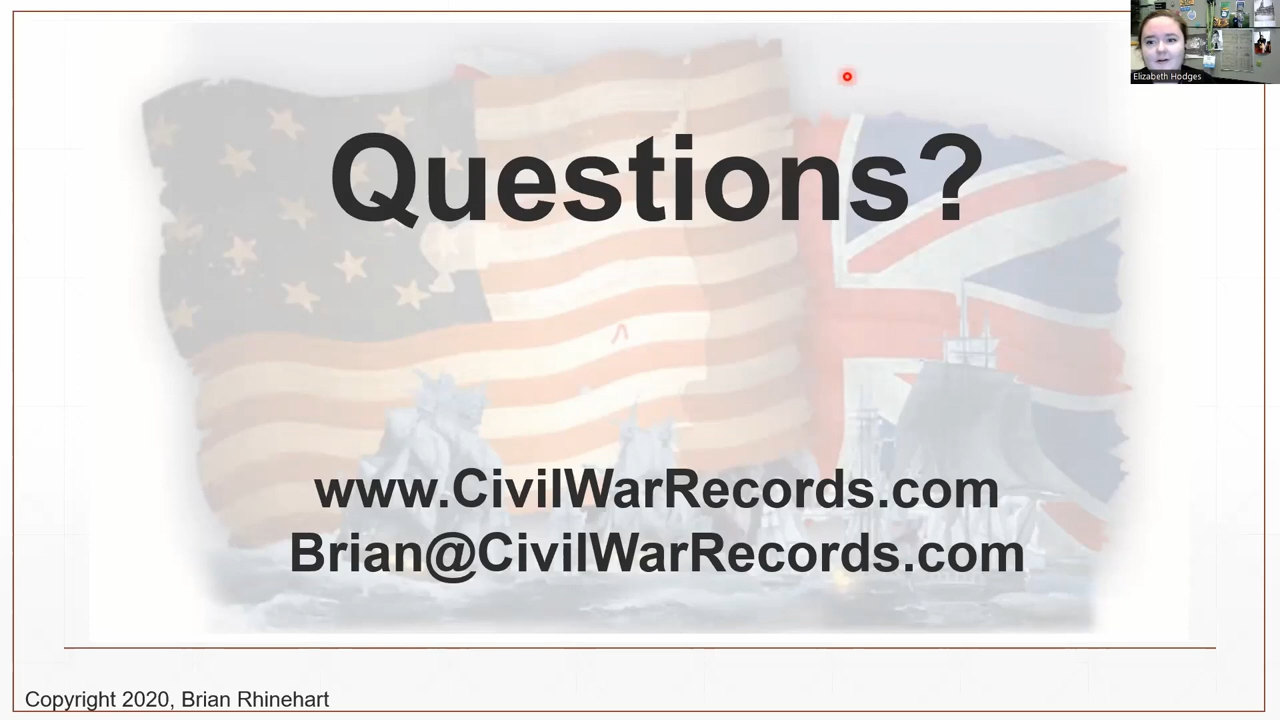 Elizabeth Hodges
Questions?
www.CivilWarRecords.com
Brian@CivilWarRecords.com
Copyright 2020, Brian Rhinehart